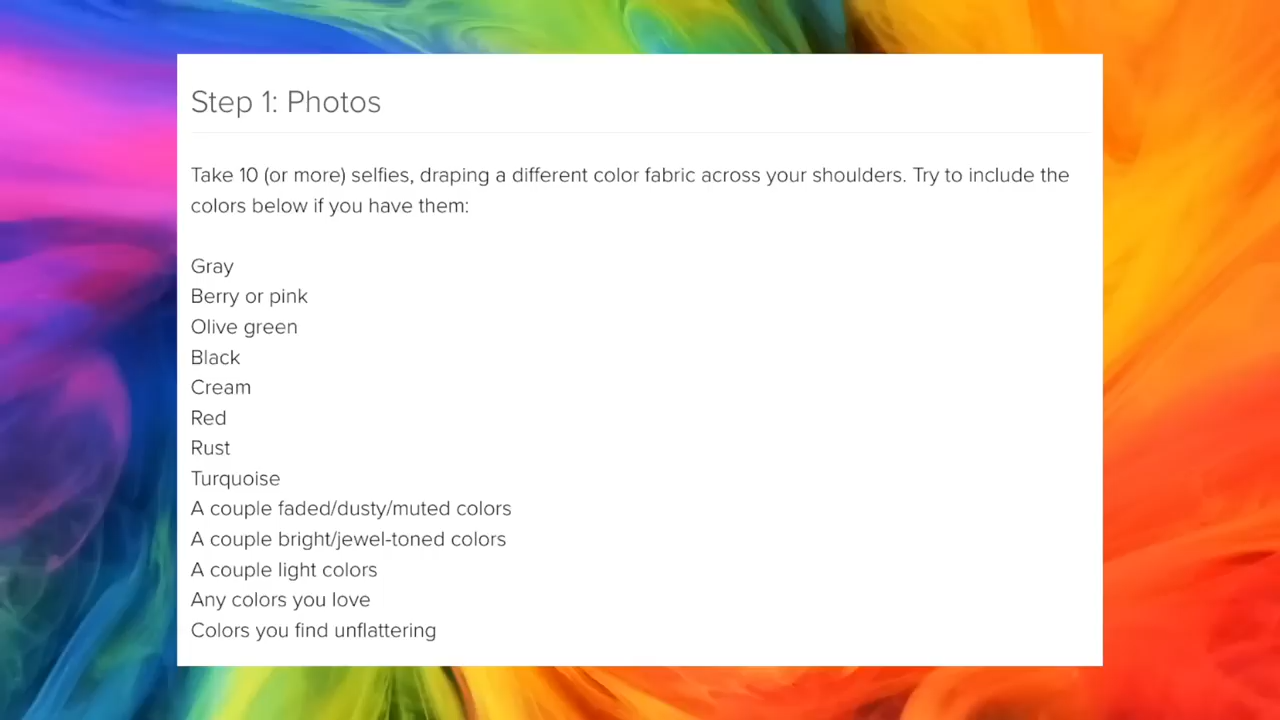 Step 1: Photos
Take 10 (or more) selfies, draping a different color fabric across your shoulders. Try to include the
colors below if you have them:
Gray
Berry or pink
Olive green
Black
Cream
Red
Rust
Turquoise
A couple faded/dusty/muted colors
A couple bright/jewel-toned colors
A couple light colors
Any colors you love
Colors you find unflattering